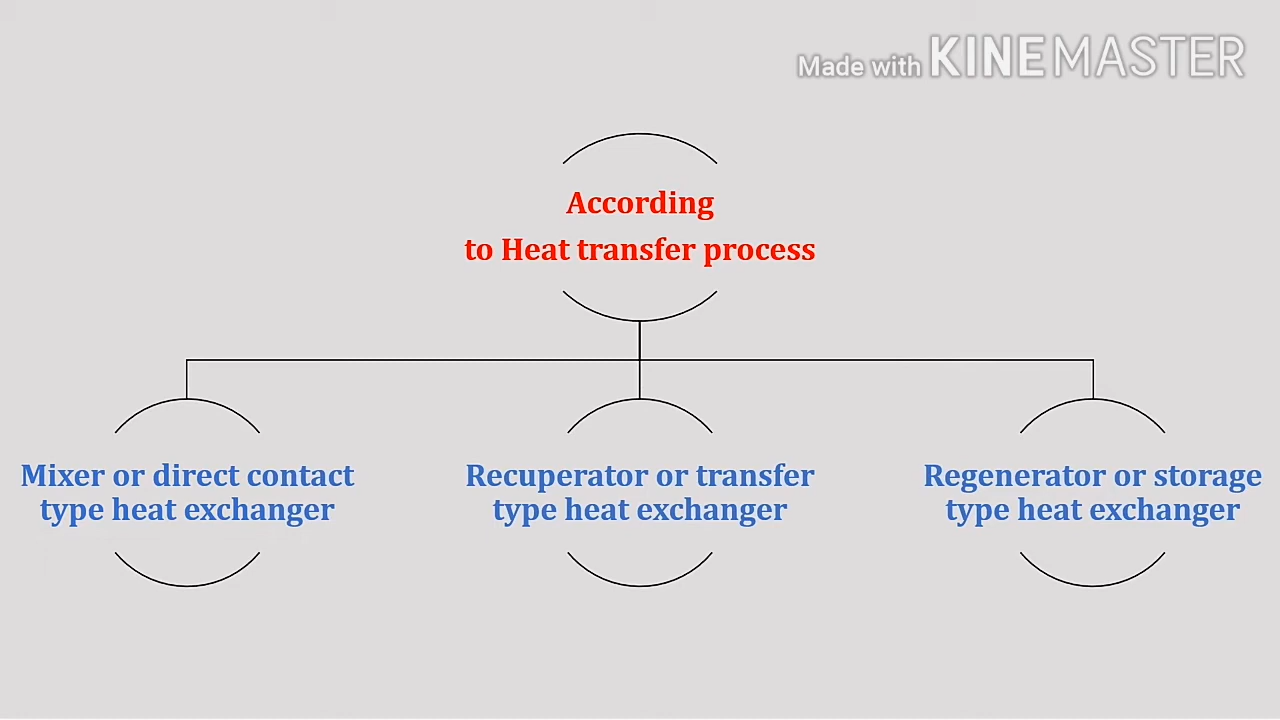 Made with KINEMASTER
According
to Heat transfer process
Mixer or direct contact
type heat exchanger
Recuperator or transfer
type heat exchanger
Regenerator or storage
type heat exchanger